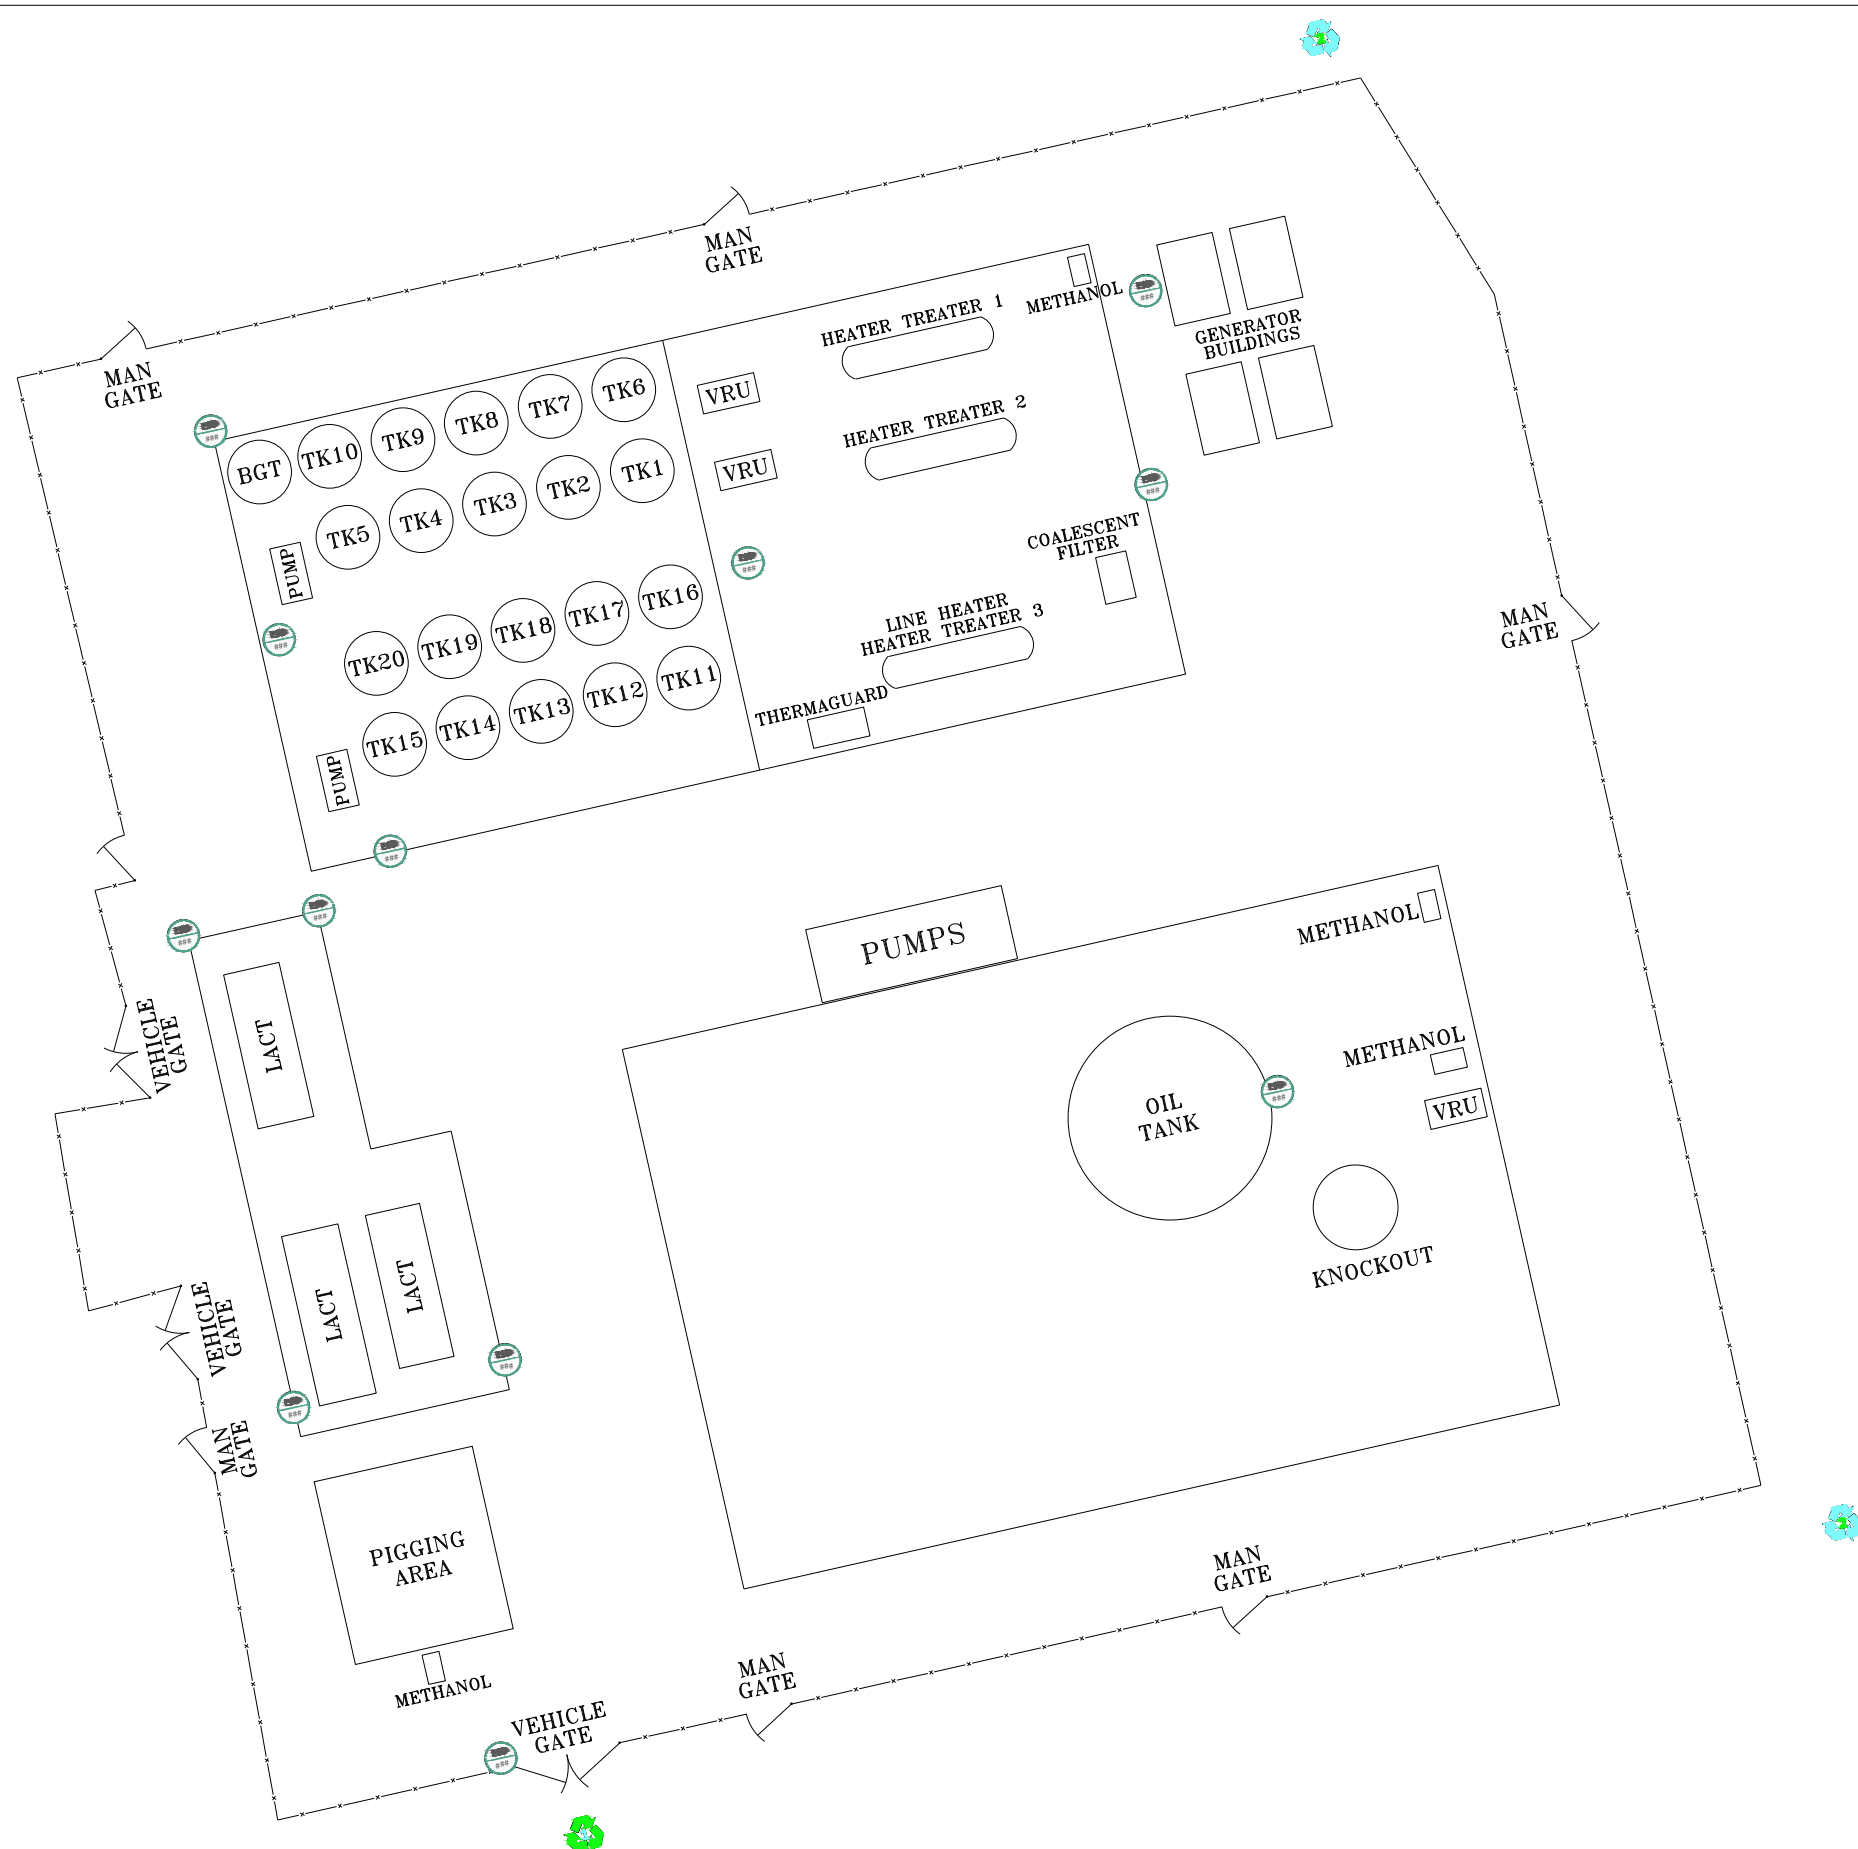 MAN
GATE
MAN
GATE
METHANOL
HEATER TREATER 1
GENERATOR
BUILDINGS
VRU
HEATER TREATER 2
VRU
BGT
TK10
TK9
TK8
TK7
TK6
TK5
TK4
TK3
TK2
TK1
PUMP
COALESCENT
FILTER
LINE HEATER
HEATER TREATER 3
MAN
GATE
TK20
TK19
TK18
TK17
TK16
TK15
TK14
TK13
TK12
TK11
PUMP
THERMAGUARD
###
###
###
###
###
###
###
###
PUMPS
METHANOL
METHANOL
VRU
OIL
TANK
###
KNOCKOUT
VEHICLE
GATE
LACT
LACT
LACT
VEHICLE
GATE
###
###
MAN
GATE
PIGGING
AREA
METHANOL
VEHICLE
GATE
###
MAN
GATE
MAN
GATE